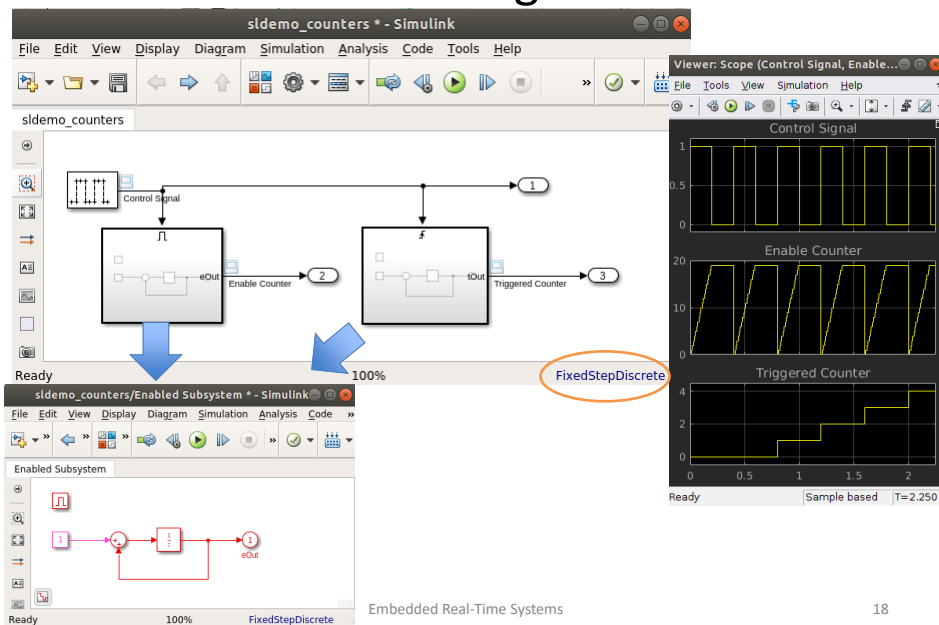 sldemo_counters * - Simulink
File Edit View Display Diagram Simulation Analysis Code Tools Help
»
sldemo_counters
Control Signal
1
eOut
Enable Counter
2
tOut
Triggered Counter
3
Ready 100% FixedStepDiscrete
Viewer: Scope (Control Signal, Enable...
File Tools View Simulation Help
Control Signal
1
0.5
0
Enable Counter
20
10
0
Triggered Counter
4
2
0
0 0.5 1 1.5 2
Ready Sample based T=2.250
sldemo_counters/Enabled Subsystem * - Simulink
File Edit View Display Diagram Simulation Analysis Code »
» » » »
Enabled Subsystem
1
1
z
1
eOut
Ready 100% FixedStepDiscrete
Embedded Real-Time Systems 18